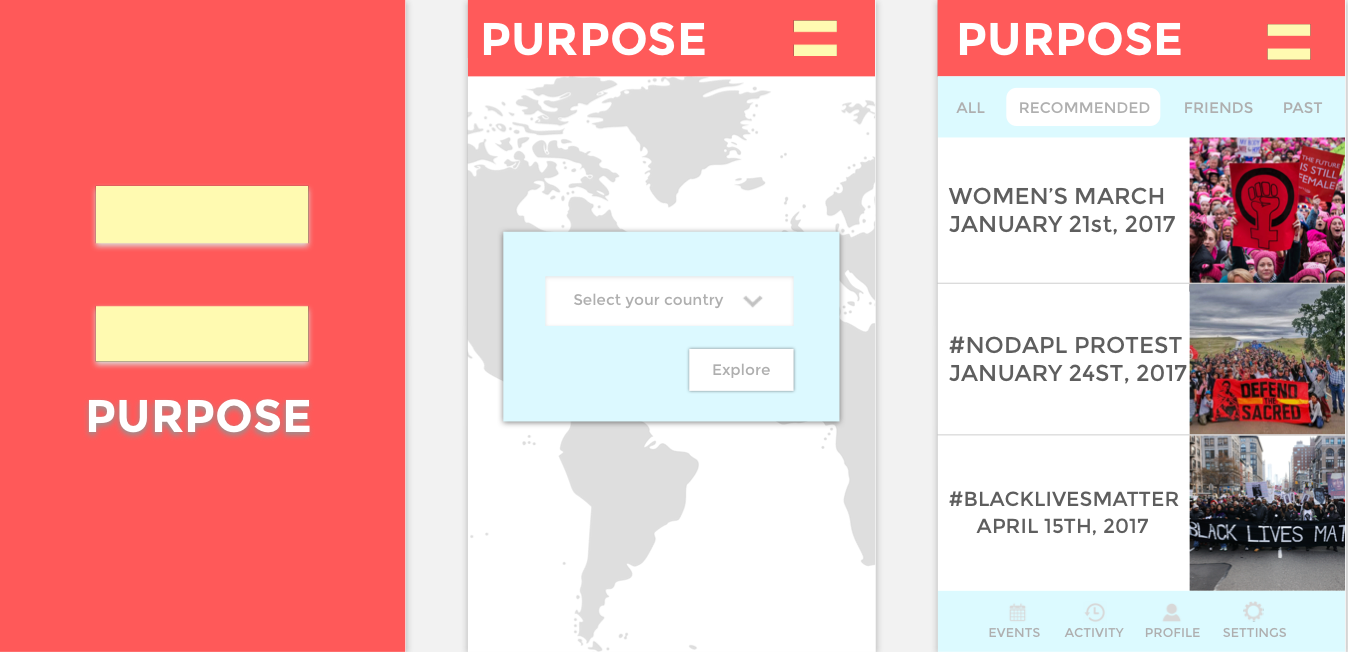 PURPOSE
PURPOSE
Select your country
Explore
PURPOSE
ALL RECOMMENDED FRIENDS PAST
WOMEN'S MARCH
JANUARY 21st, 2017
THE FUTURE
IS STILL
FEMALE
#NODAPL PROTEST
JANUARY 24ST, 2017
DEFEND
THE
SACRED
#BLACKLIVESMATTER
APRIL 15TH, 2017
BLACK LIVES MAT
EVENTS ACTIVITY PROFILE SETTINGS